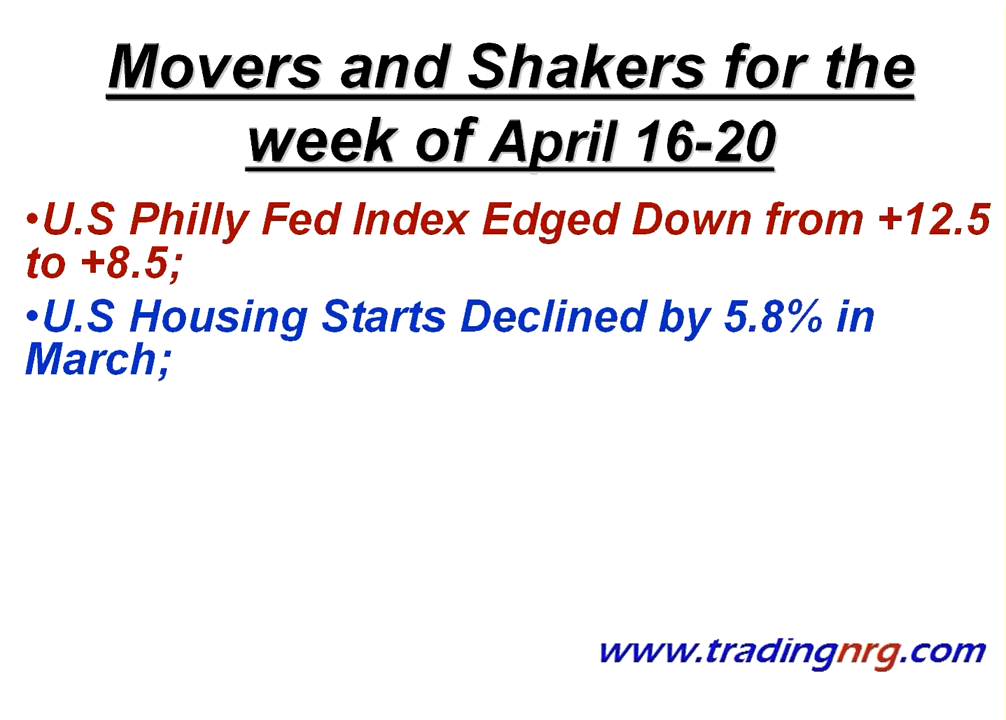 Movers and Shakers for the
week of April 16-20
•U.S Philly Fed Index Edged Down from +12.5
to +8.5;
•U.S Housing Starts Declined by 5.8% in
March;
www.tradingnrg.com